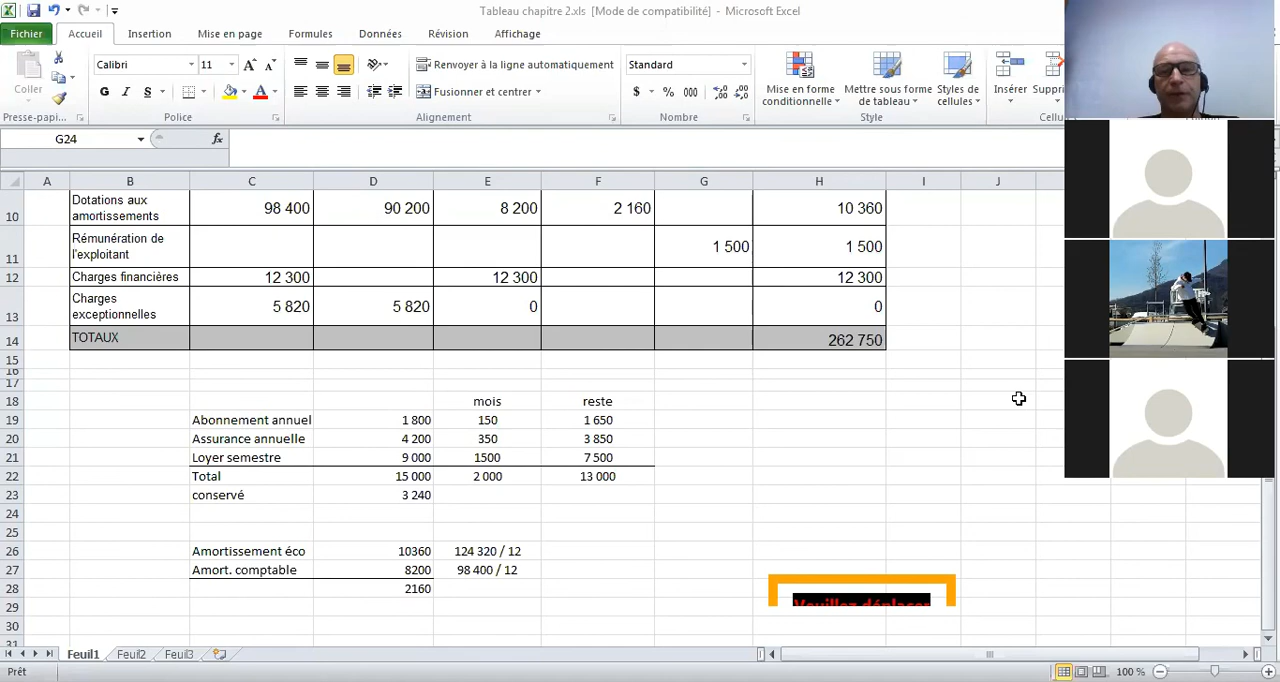 Tableau chapitre 2.xls [Mode de compatibilité] - Microsoft Excel
Fichier Accueil Insertion Mise en page Formules Données Révision Affichage
Calibri 11 Renvoyer à la ligne automatiquement Standard
Coller G I S Fusionner et centrer $ % 000 Mise en forme conditionnelle Mettre sous forme de tableau Styles de cellules Insérer
Presse-papi... Police Alignement Nombre Style
G24 fx
A B C D E F G H I J
10 Dotations aux amortissements 98 400 90 200 8 200 2 160 10 360
11 Rémunération de l'exploitant 1 500 1 500
12 Charges financières 12 300 12 300 12 300
13 Charges exceptionnelles 5 820 5 820 0 0
14 TOTAUX 262 750
15
16
17
18 mois reste
19 Abonnement annuel 1 800 150 1 650
20 Assurance annuelle 4 200 350 3 850
21 Loyer semestre 9 000 1500 7 500
22 Total 15 000 2 000 13 000
23 conservé 3 240
24
25
26 Amortissement éco 10360 124 320 / 12
27 Amort. comptable 8200 98 400 / 12
28 2160
29 Veuillez déplacer
30
31
Feuil1 Feuil2 Feuil3
Prêt 100 %